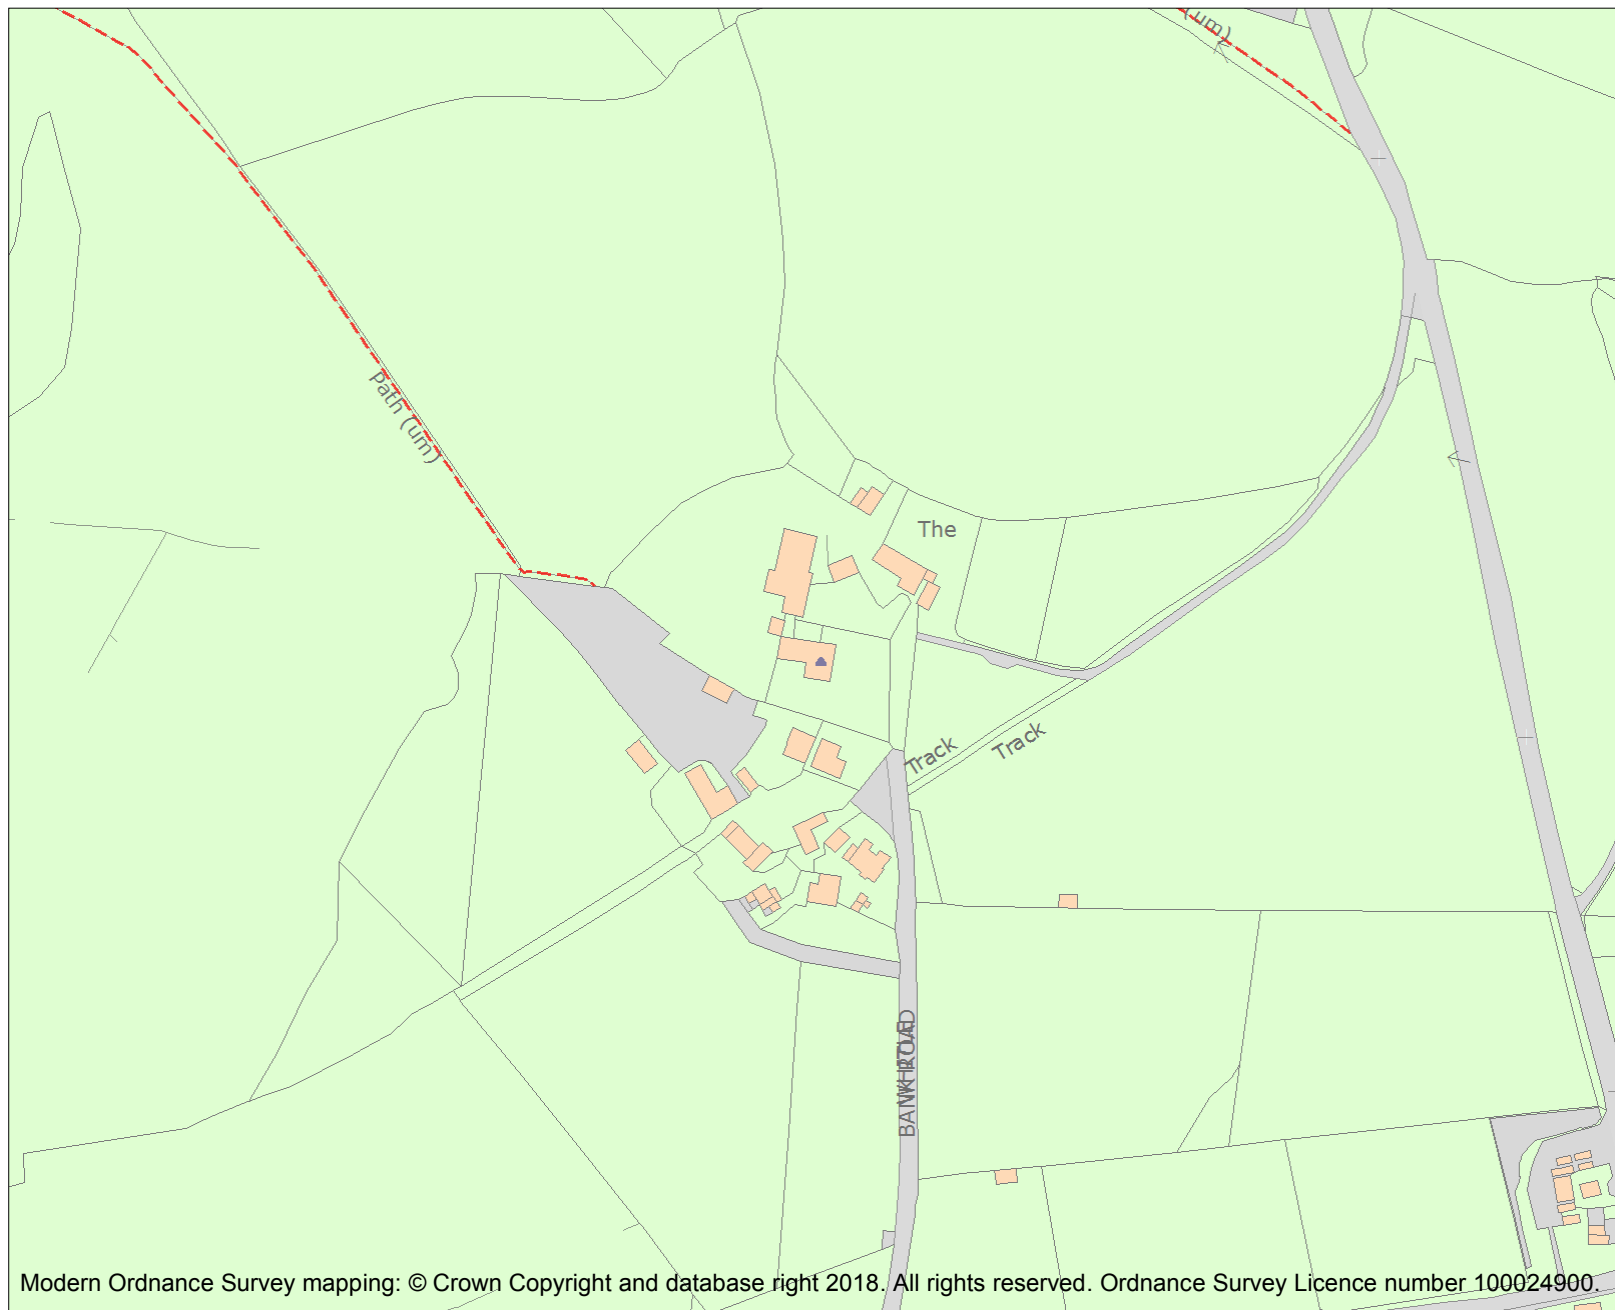 (um)
Path (um)
The
Track
Track
BANK ROAD
Modern Ordnance Survey mapping: © Crown Copyright and database right 2018. All rights reserved. Ordnance Survey Licence number 100024900.